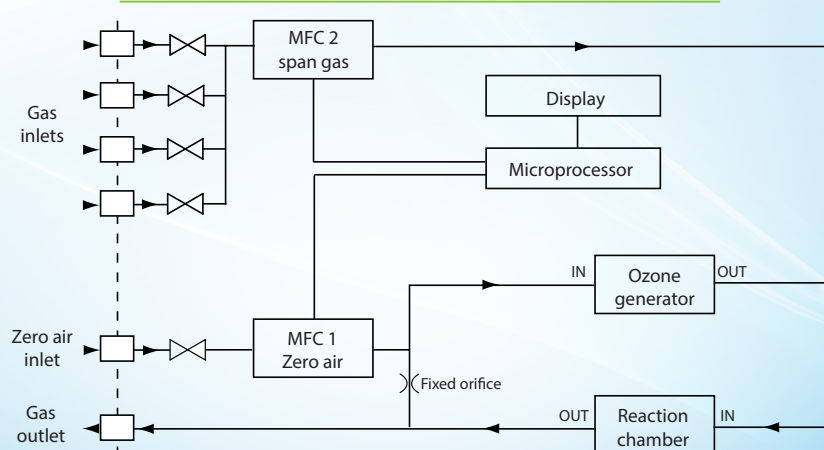 MFC 2
span gas
Display
Gas
inlets
Microprocessor
IN
Ozone
generator
OUT
Zero air
inlet
MFC 1
Zero air
Fixed orifice
Gas
outlet
OUT
Reaction
chamber
IN